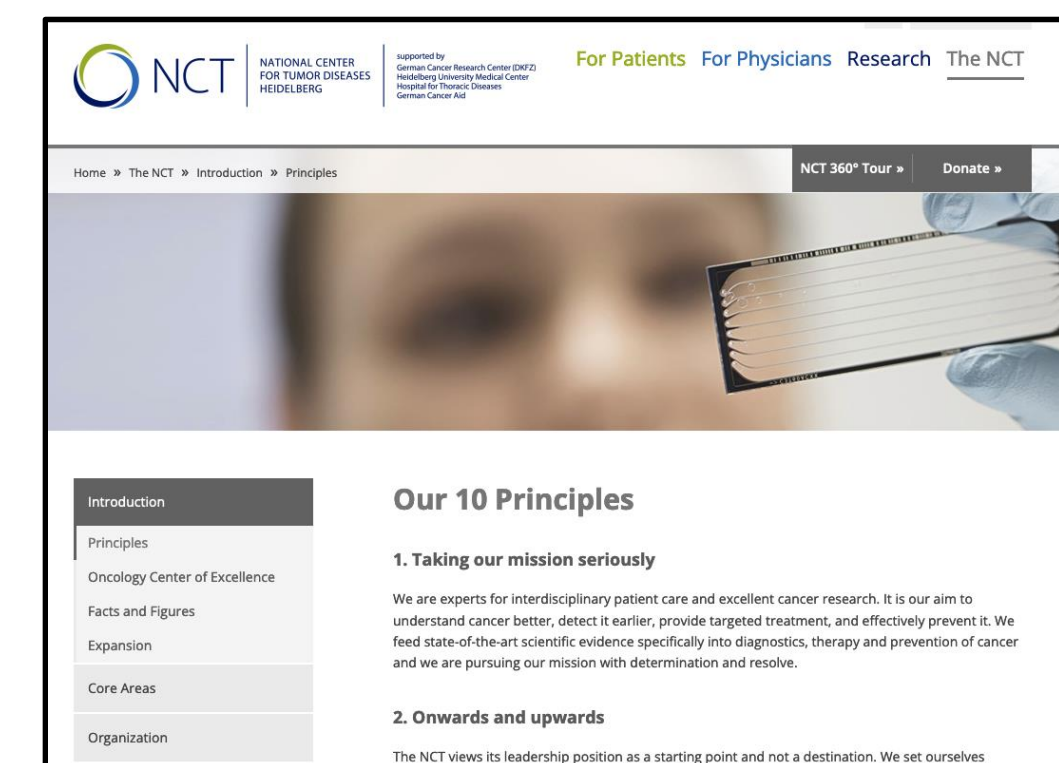 NCT
NATIONAL CENTER
FOR TUMOR DISEASES
HEIDELBERG
supported by
German Cancer Research Center (DKFZ)
Heidelberg University Medical Center
Hospital for Thoracic Diseases
German Cancer Aid
For Patients For Physicians Research The NCT
Home » The NCT » Introduction » Principles
NCT 360° Tour » Donate »
Introduction
Principles
Oncology Center of Excellence
Facts and Figures
Expansion
Core Areas
Organization
Our 10 Principles
1. Taking our mission seriously
We are experts for interdisciplinary patient care and excellent cancer research. It is our aim to
understand cancer better, detect it earlier, provide targeted treatment, and effectively prevent it. We
feed state-of-the-art scientific evidence specifically into diagnostics, therapy and prevention of cancer
and we are pursuing our mission with determination and resolve.
2. Onwards and upwards
The NCT views its leadership position as a starting point and not a destination. We set ourselves